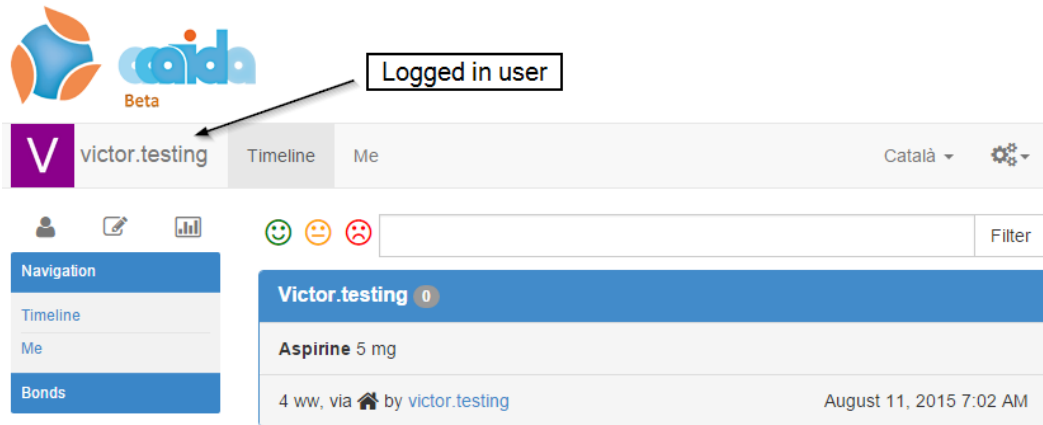 ccaida
Beta
Logged in user
V victor.testing Timeline Me Català
Filter
Navigation
Victor.testing 0
Timeline
Aspirine 5 mg
Me
Bonds
4 ww, via by victor.testing August 11, 2015 7:02 AM